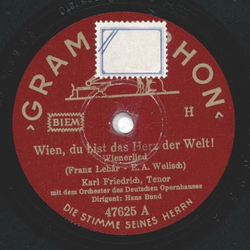 GRAMOPHON
BIEM
H
Wien, du bist das Herz der Welt!
Wienerlied
(Franz Lehár - E.A. Welisch)
Karl Friedrich, Tenor
mit dem Orchester des Deutschen Opernhauses
Dirigent: Hans Bund
47625 A
DIE STIMME SEINES HERRN